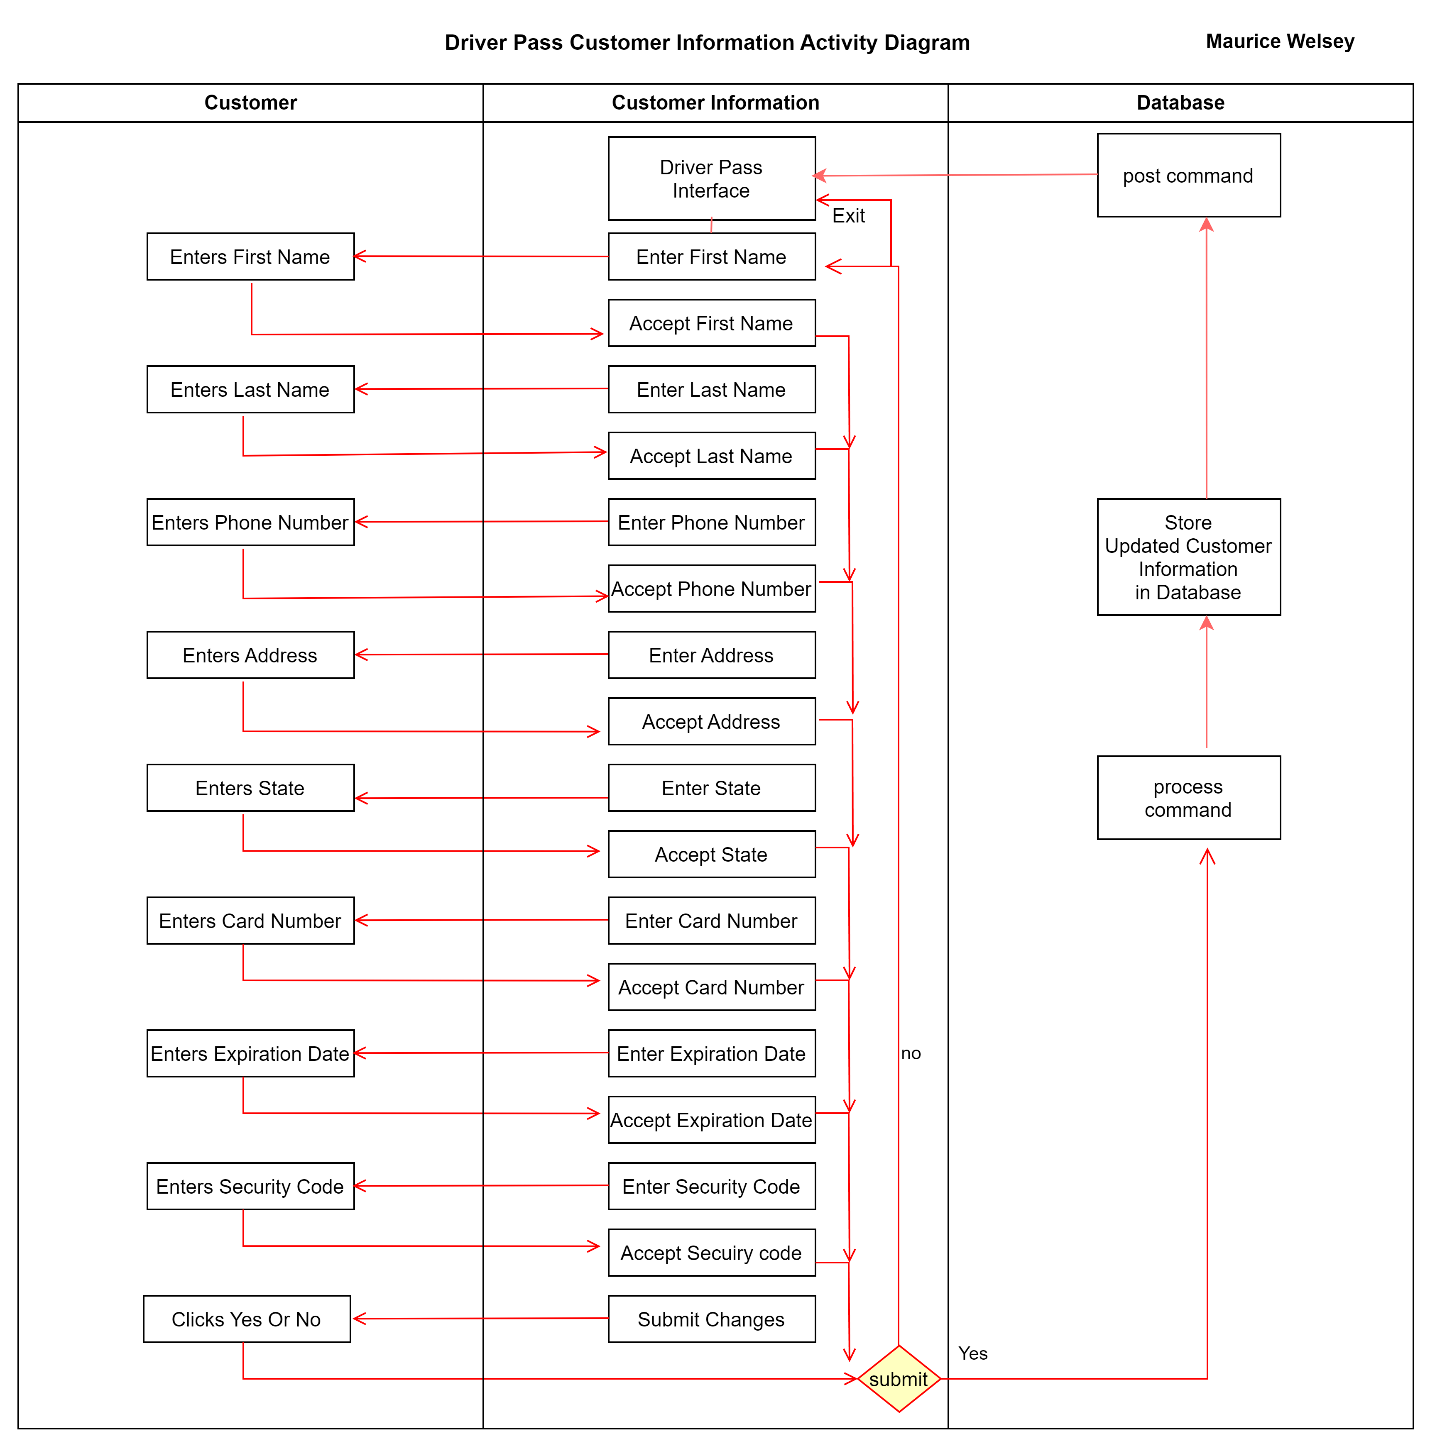 Driver Pass Customer Information Activity Diagram
Maurice Welsey
Customer
Customer Information
Database
Driver Pass
Interface
post command
Exit
Enters First Name
Enter First Name
Accept First Name
Enters Last Name
Enter Last Name
Accept Last Name
Enters Phone Number
Enter Phone Number
Store
Updated Customer
Information
in Database
Accept Phone Number
Enters Address
Enter Address
Accept Address
Enters State
Enter State
process
command
Accept State
Enters Card Number
Enter Card Number
Accept Card Number
Enters Expiration Date
Enter Expiration Date
no
Accept Expiration Date
Enters Security Code
Enter Security Code
Accept Secuiry code
Clicks Yes Or No
Submit Changes
Yes
submit